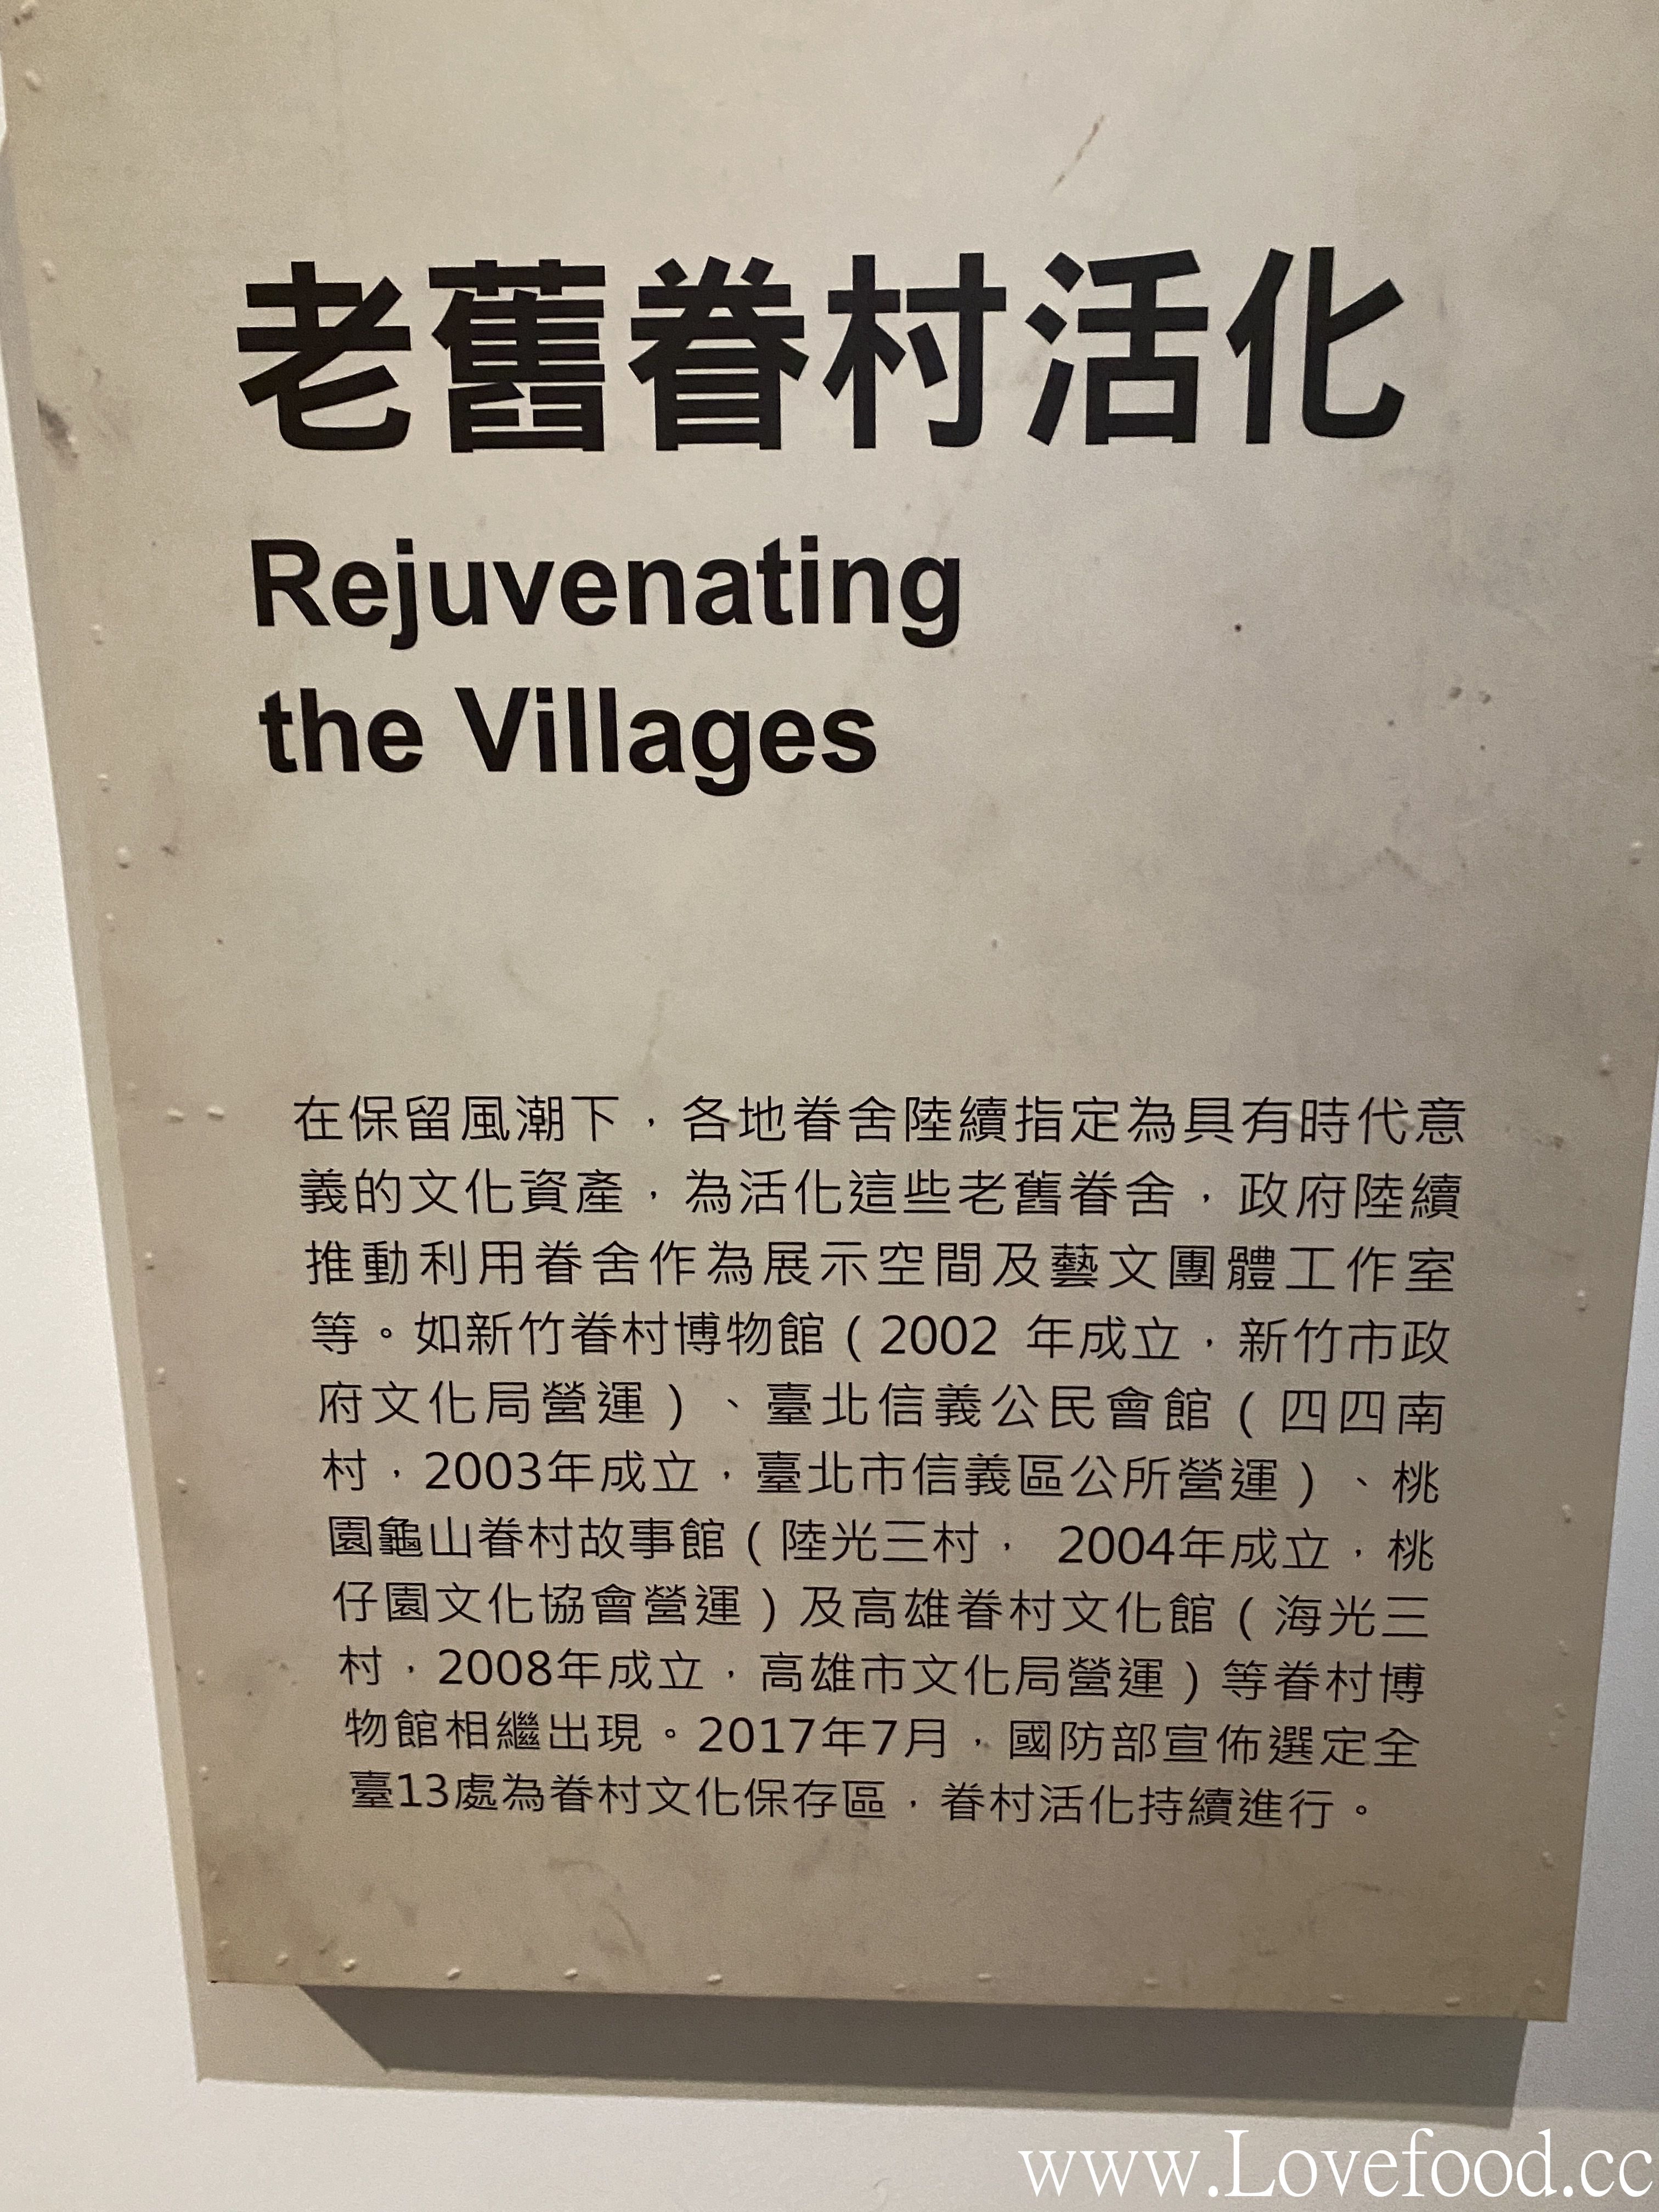 老舊眷村活化
Rejuvenating
the Villages
在保留風潮下，各地眷舍陸續指定為具有時代意
義的文化資產，為活化這些老舊眷舍，政府陸續
推動利用眷舍作為展示空間及藝文團體工作室
等。如新竹眷村博物館（2002 年成立，新竹市政
府文化局營運）、臺北信義公民會館（四四南
村，2003年成立，臺北市信義區公所營運）、桃
園龜山眷村故事館（陸光三村， 2004年成立，桃
仔園文化協會營運）及高雄眷村文化館（海光三
村，2008年成立，高雄市文化局營運）等眷村博
物館相繼出現。2017年7月，國防部宣佈選定全
臺13處為眷村文化保存區，眷村活化持續進行。
www.Lovefood.cc